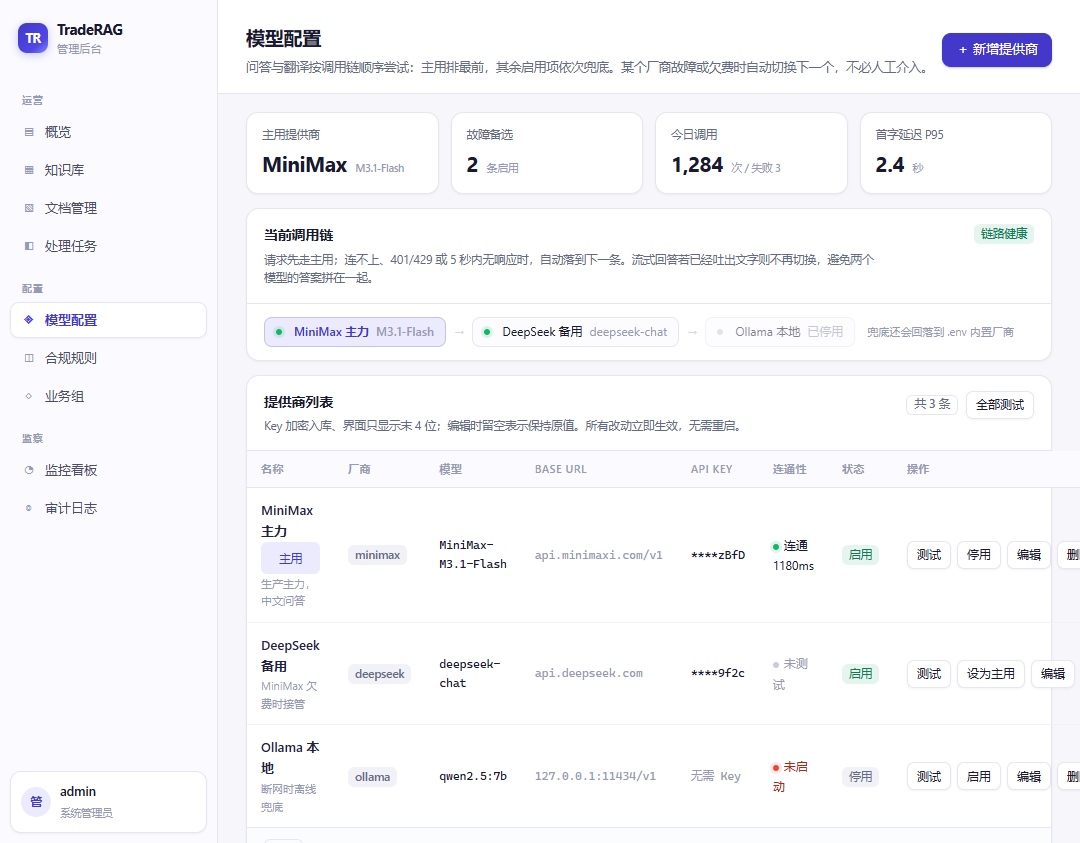 TR
TradeRAG
管理后台
运营
概览
知识库
文档管理
处理任务
配置
模型配置
合规规则
业务组
监察
监控看板
审计日志
管
admin
系统管理员
模型配置
问答与翻译按调用链顺序尝试：主用排最前，其余启用项依次兜底。某个厂商故障或欠费时自动切换下一个，不必人工介入。
+ 新增提供商
主用提供商
MiniMax M3.1-Flash
故障备选
2 条启用
今日调用
1,284 次 / 失败 3
首字延迟 P95
2.4 秒
当前调用链
链路健康
请求先走主用；连不上、401/429 或 5 秒内无响应时，自动落到下一条。流式回答若已经吐出文字则不再切换，避免两个
模型的答案拼在一起。
MiniMax 主力 M3.1-Flash → DeepSeek 备用 deepseek-chat → Ollama 本地 已停用 兜底还会回落到 .env 内置厂商
提供商列表
共 3 条 全部测试
Key 加密入库、界面只显示末 4 位；编辑时留空表示保持原值。所有改动立即生效，无需重启。
名称 厂商 模型 BASE URL API KEY 连通性 状态 操作
MiniMax
主力
主用
生产主力，
中文问答
minimax
MiniMax-
M3.1-Flash
api.minimaxi.com/v1
****zBfD
连通
1180ms
启用
测试 停用 编辑 删
DeepSeek
备用
MiniMax 欠
费时接管
deepseek
deepseek-
chat
api.deepseek.com
****9f2c
未测
试
启用
测试 设为主用 编辑
Ollama 本
地
断网时离线
兜底
ollama
qwen2.5:7b
127.0.0.1:11434/v1
无需 Key
未启
动
停用
测试 启用 编辑 删